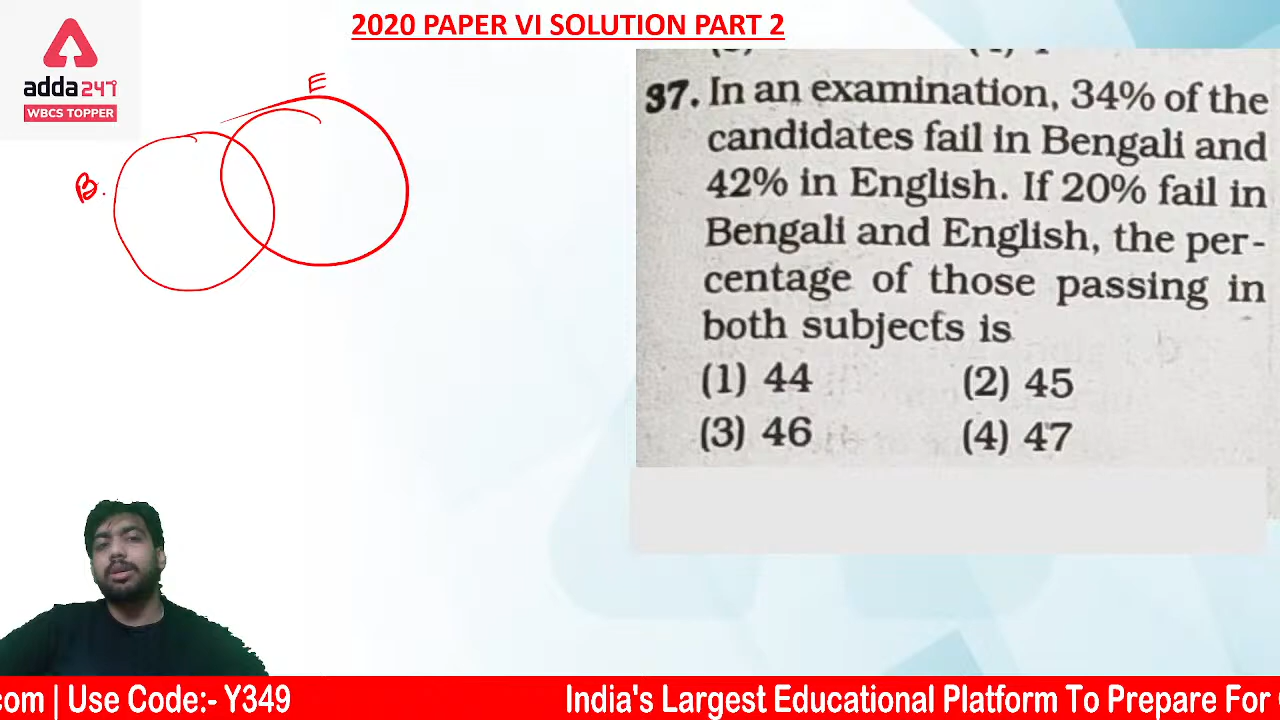 2020 PAPER VI SOLUTION PART 2
adda247
WBCS TOPPER
E
B.
37. In an examination, 34% of the
candidates fail in Bengali and
42% in English. If 20% fail in
Bengali and English, the per-
centage of those passing in
both subjects is
(1) 44 (2) 45
(3) 46 (4) 47
com | Use Code:- Y349 India's Largest Educational Platform To Prepare For